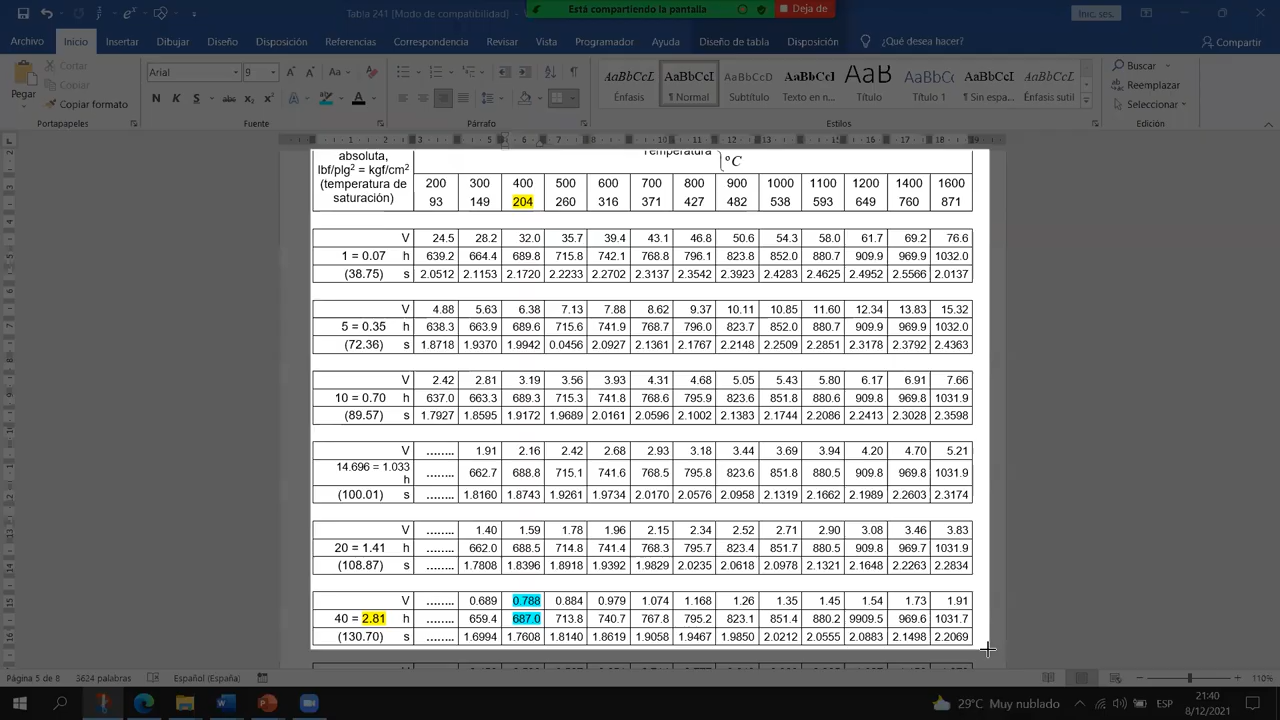 Tabla 241 [Modo de compatibilidad]
Está compartiendo la pantalla
Deja de
Inic. ses.
Archivo Inicio Insertar Dibujar Diseño Disposición Referencias Correspondencia Revisar Vista Programador Ayuda Diseño de tabla Disposición ¿Qué desea hacer? Compartir
Pegar
Cortar
Copiar
Copiar formato
Arial 9
N K S abc x₂ x²
AaBbCcL Énfasis
AaBbCcI ¶ Normal
AaBbCcD Subtítulo
AaBbCcI Texto en n...
AaB Título
AaBbCcD Título 1
AaBbCcI ¶ Sin espa...
AaBbCcL Énfasis sutil
Buscar
Reemplazar
Seleccionar
Portapapeles Fuente Párrafo Estilos Edición
absoluta, Temperatura °C
lbf/plg² = kgf/cm²
(temperatura de 200 300 400 500 600 700 800 900 1000 1100 1200 1400 1600
saturación) 93 149 204 260 316 371 427 482 538 593 649 760 871
V 24.5 28.2 32.0 35.7 39.4 43.1 46.8 50.6 54.3 58.0 61.7 69.2 76.6
1 = 0.07 h 639.2 664.4 689.8 715.8 742.1 768.8 796.1 823.8 852.0 880.7 909.9 969.9 1032.0
(38.75) s 2.0512 2.1153 2.1720 2.2233 2.2702 2.3137 2.3542 2.3923 2.4283 2.4625 2.4952 2.5566 2.0137
V 4.88 5.63 6.38 7.13 7.88 8.62 9.37 10.11 10.85 11.60 12.34 13.83 15.32
5 = 0.35 h 638.3 663.9 689.6 715.6 741.9 768.7 796.0 823.7 852.0 880.7 909.9 969.9 1032.0
(72.36) s 1.8718 1.9370 1.9942 0.0456 2.0927 2.1361 2.1767 2.2148 2.2509 2.2851 2.3178 2.3792 2.4363
V 2.42 2.81 3.19 3.56 3.93 4.31 4.68 5.05 5.43 5.80 6.17 6.91 7.66
10 = 0.70 h 637.0 663.3 689.3 715.3 741.8 768.6 795.9 823.6 851.8 880.6 909.8 969.8 1031.9
(89.57) s 1.7927 1.8595 1.9172 1.9689 2.0161 2.0596 2.1002 2.1383 2.1744 2.2086 2.2413 2.3028 2.3598
V ........ 1.91 2.16 2.42 2.68 2.93 3.18 3.44 3.69 3.94 4.20 4.70 5.21
14.696 = 1.033 h ........ 662.7 688.8 715.1 741.6 768.5 795.8 823.6 851.8 880.5 909.8 969.8 1031.9
(100.01) s ........ 1.8160 1.8743 1.9261 1.9734 2.0170 2.0576 2.0958 2.1319 2.1662 2.1989 2.2603 2.3174
V ........ 1.40 1.59 1.78 1.96 2.15 2.34 2.52 2.71 2.90 3.08 3.46 3.83
20 = 1.41 h ........ 662.0 688.5 714.8 741.4 768.3 795.7 823.4 851.7 880.5 909.8 969.7 1031.9
(108.87) s ........ 1.7808 1.8396 1.8918 1.9392 1.9829 2.0235 2.0618 2.0978 2.1321 2.1648 2.2263 2.2834
V ........ 0.689 0.788 0.884 0.979 1.074 1.168 1.26 1.35 1.45 1.54 1.73 1.91
40 = 2.81 h ........ 659.4 687.0 713.8 740.7 767.8 795.2 823.1 851.4 880.2 9909.5 969.6 1031.7
(130.70) s ........ 1.6994 1.7608 1.8140 1.8619 1.9058 1.9467 1.9850 2.0212 2.0555 2.0883 2.1498 2.2069
Página 5 de 8 3624 palabras Español (España) 110%
29°C Muy nublado ESP 21:40
8/12/2021